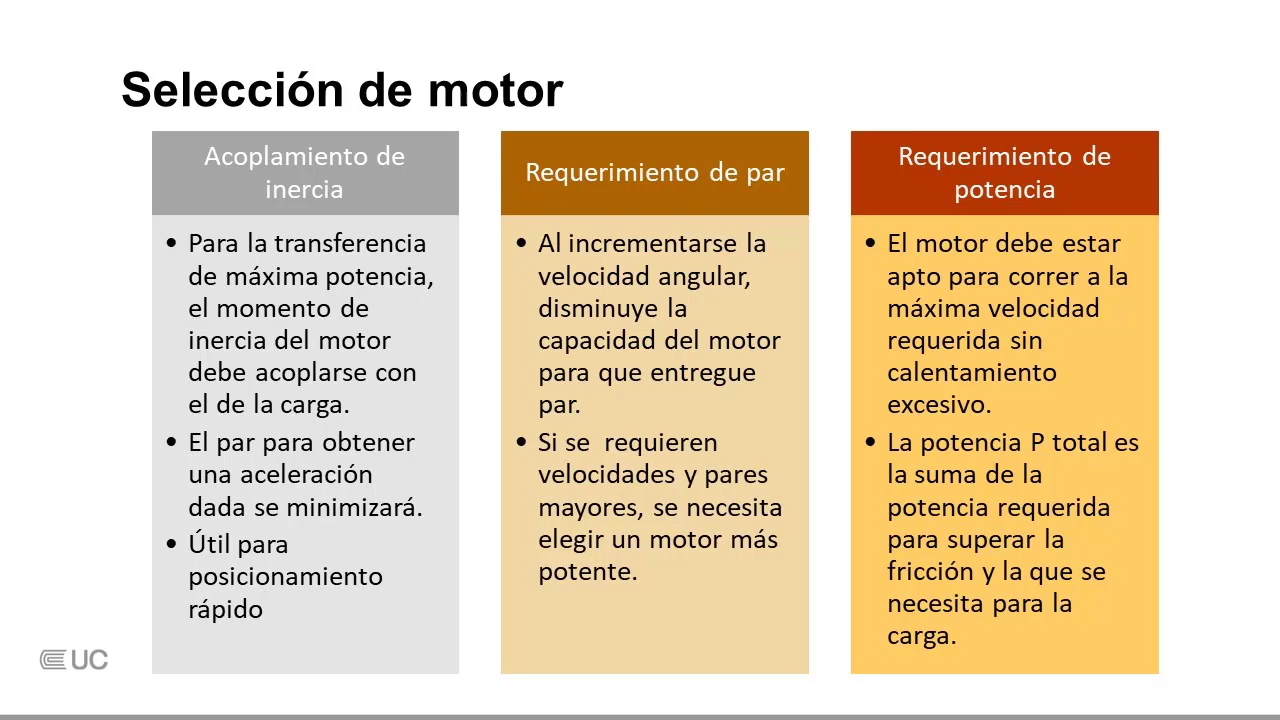 Selección de motor
Acoplamiento de
inercia
• Para la transferencia
de máxima potencia,
el momento de
inercia del motor
debe acoplarse con
el de la carga.
• El par para obtener
una aceleración
dada se minimizará.
• Útil para
posicionamiento
rápido
Requerimiento de par
• Al incrementarse la
velocidad angular,
disminuye la
capacidad del motor
para que entregue
par.
• Si se requieren
velocidades y pares
mayores, se necesita
elegir un motor más
potente.
Requerimiento de
potencia
• El motor debe estar
apto para correr a la
máxima velocidad
requerida sin
calentamiento
excesivo.
• La potencia P total es
la suma de la
potencia requerida
para superar la
fricción y la que se
necesita para la
carga.
UC